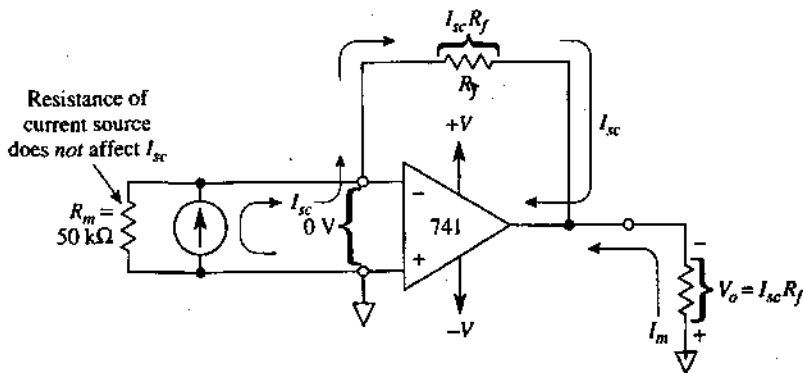 I_sc R_f
R_f
Resistance of
current source
does not affect I_sc
+V
I_sc
R_m =
50 kΩ
I_sc
0 V
−
+
741
−V
−
V_o = I_sc R_f
+
I_m